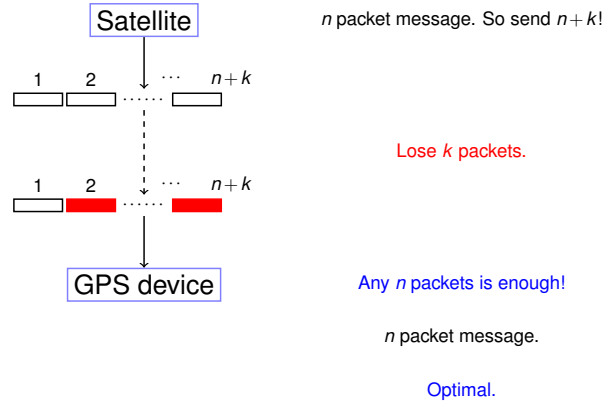 Satellite
n packet message. So send n+k!
1 2 ⋯ n+k
⋯⋯
Lose k packets.
1 2 ⋯ n+k
⋯⋯
GPS device
Any n packets is enough!
n packet message.
Optimal.